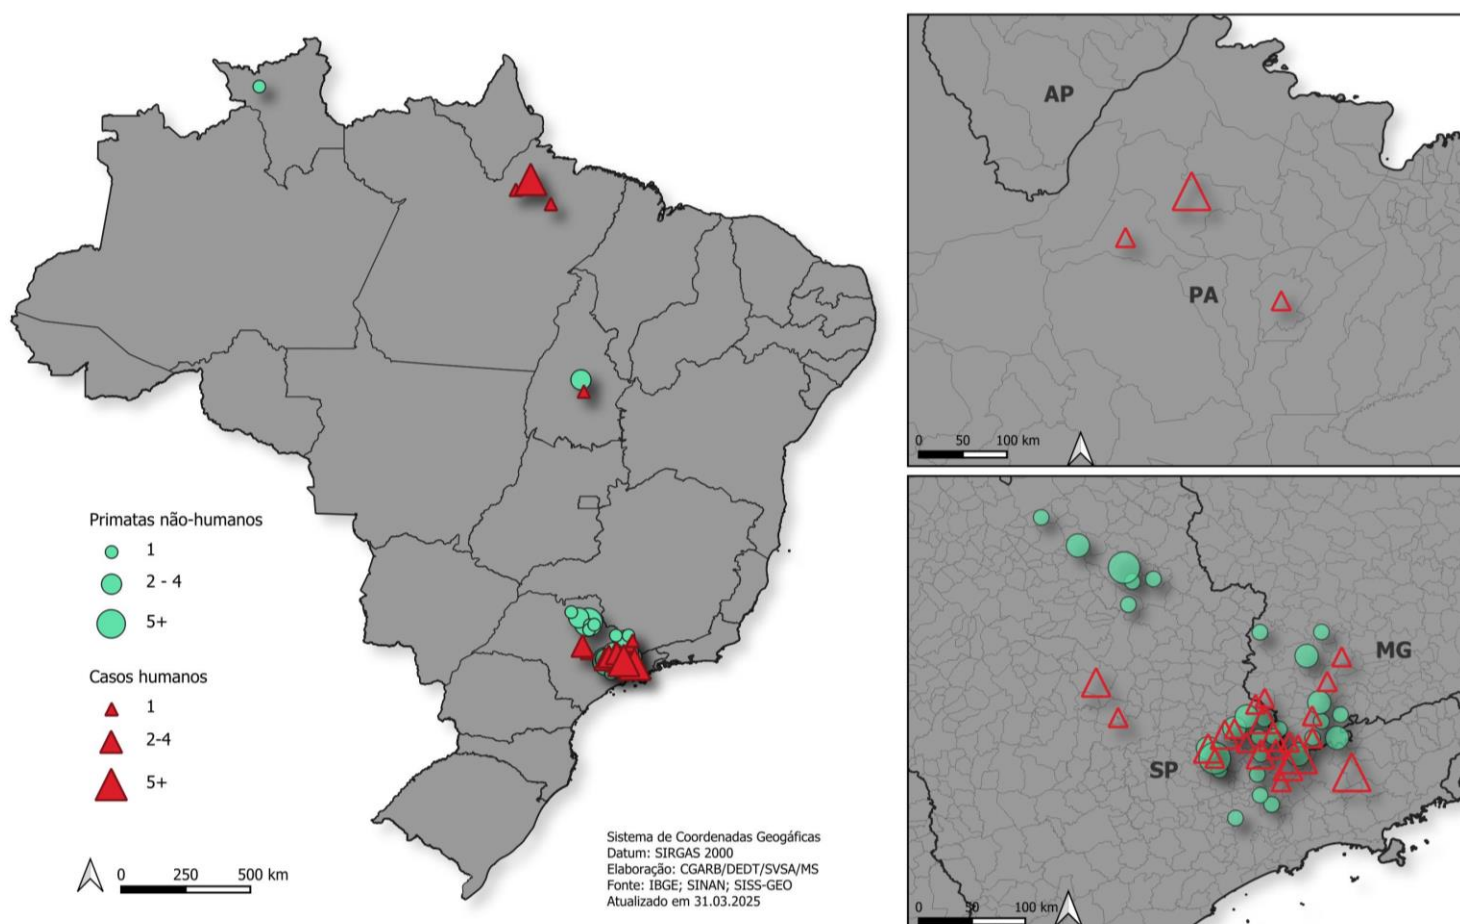 Primatas não-humanos
1
2 - 4
5+
Casos humanos
1
2-4
5+
0 250 500 km
Sistema de Coordenadas Geogáficas
Datum: SIRGAS 2000
Elaboração: CGARB/DEDT/SVSA/MS
Fonte: IBGE; SINAN; SISS-GEO
Atualizado em 31.03.2025
AP
PA
0 50 100 km
MG
SP
0 50 100 km